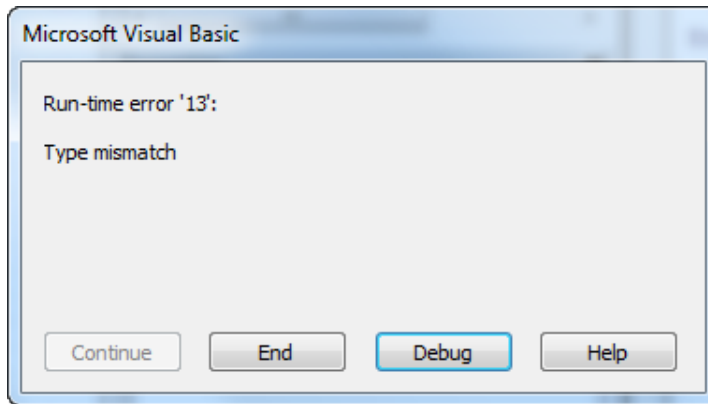 Microsoft Visual Basic
Run-time error '13':
Type mismatch
Continue End Debug Help